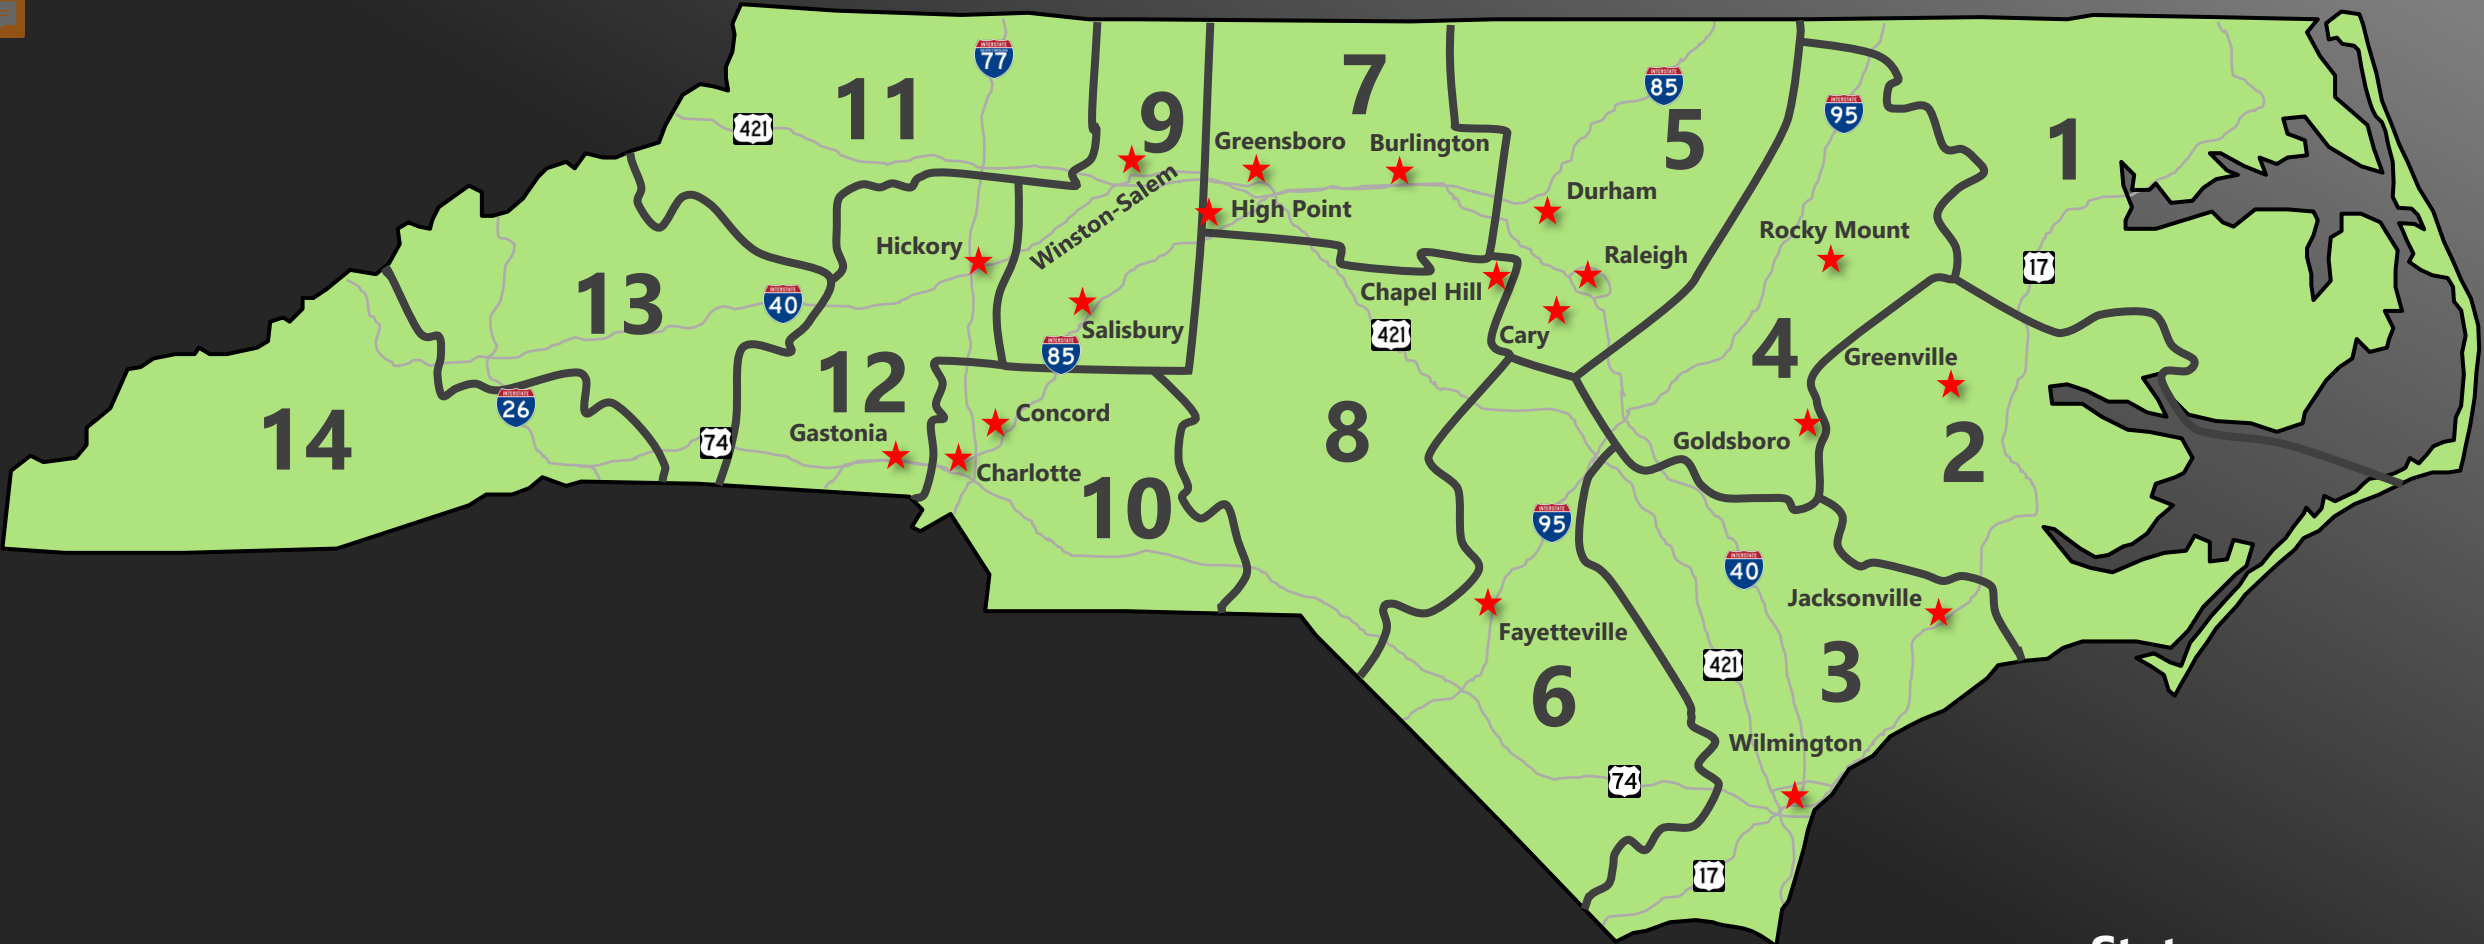 77
11
421
9
7
85
5
95
1
Greensboro
Burlington
Winston-Salem
High Point
Durham
Rocky Mount
Raleigh
17
Hickory
13
40
Chapel Hill
Salisbury
85
421
Cary
4
Greenville
12
26
14
74
Gastonia
Concord
Charlotte
10
8
Goldsboro
2
95
40
Jacksonville
Fayetteville
421
3
6
Wilmington
74
17